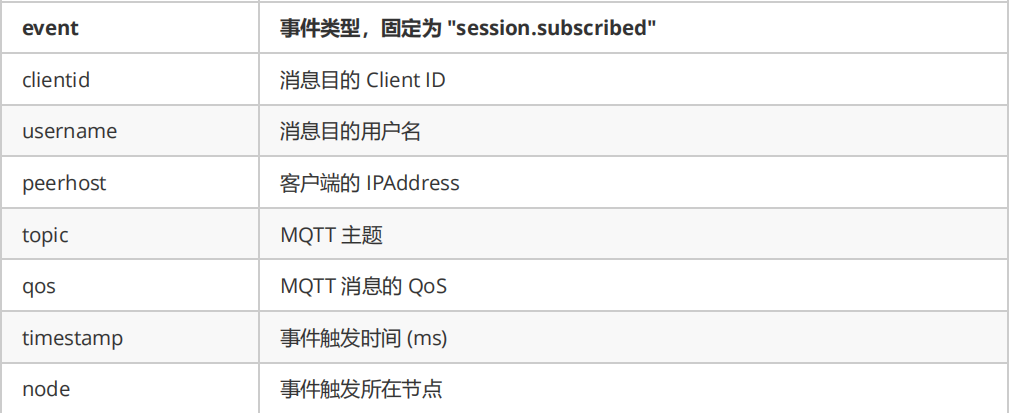 event 事件类型，固定为 "session.subscribed"
clientid 消息目的 Client ID
username 消息目的用户名
peerhost 客户端的 IPAddress
topic MQTT 主题
qos MQTT 消息的 QoS
timestamp 事件触发时间 (ms)
node 事件触发所在节点